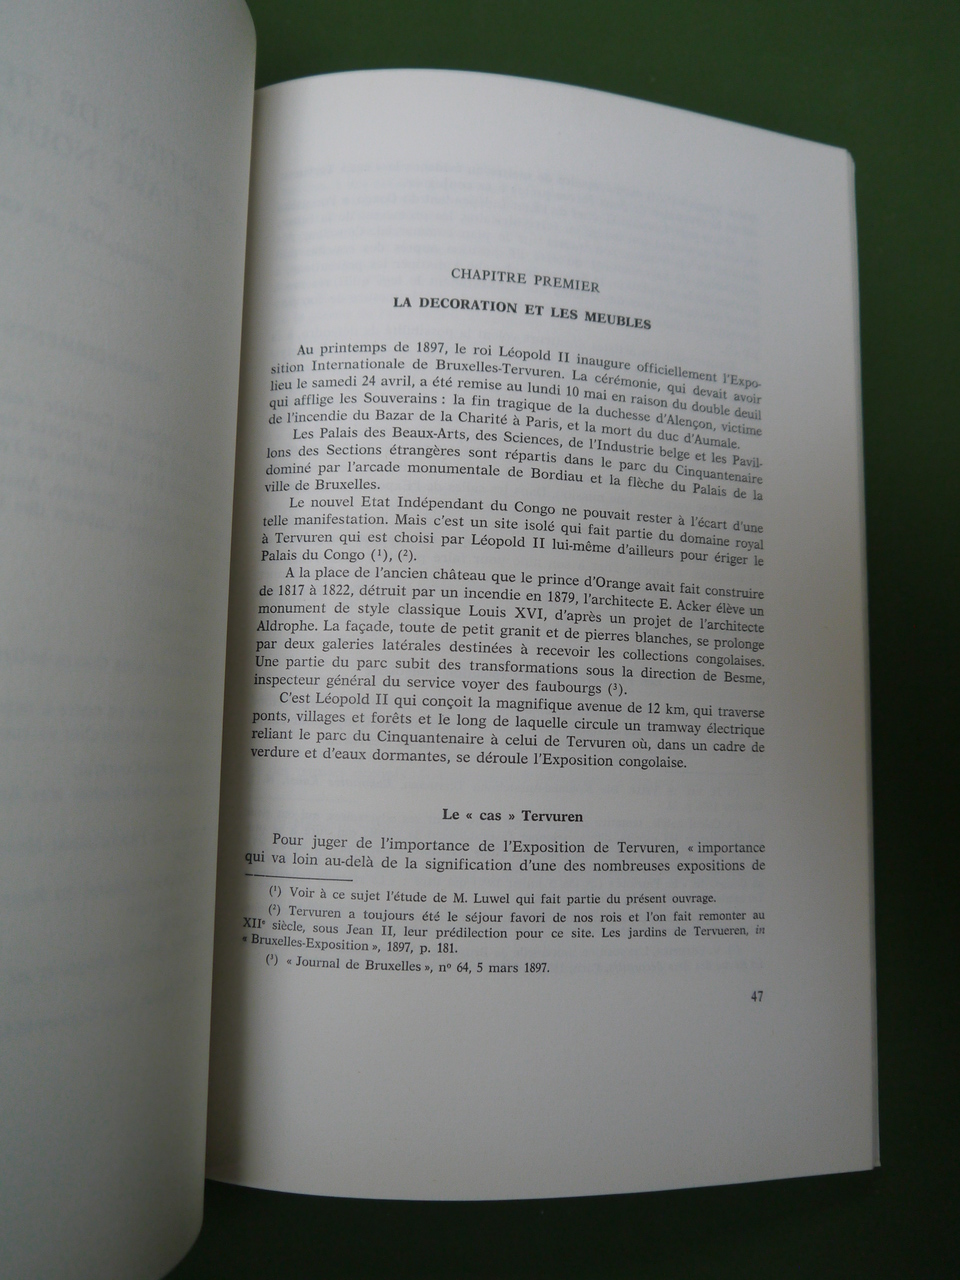 CHAPITRE PREMIER
LA DECORATION ET LES MEUBLES
Au printemps de 1897, le roi Léopold II inaugure officiellement l'Expo-
sition Internationale de Bruxelles-Tervuren. La cérémonie, qui devait avoir
lieu le samedi 24 avril, a été remise au lundi 10 mai en raison du double deuil
qui afflige les Souverains : la fin tragique de la duchesse d'Alençon, victime
de l'incendie du Bazar de la Charité à Paris, et la mort du duc d'Aumale.
Les Palais des Beaux-Arts, des Sciences, de l'Industrie belge et les Pavil-
lons des Sections étrangères sont répartis dans le parc du Cinquantenaire
dominé par l'arcade monumentale de Bordiau et la flèche du Palais de la
ville de Bruxelles.
Le nouvel Etat Indépendant du Congo ne pouvait rester à l'écart d'une
telle manifestation. Mais c'est un site isolé qui fait partie du domaine royal
à Tervuren qui est choisi par Léopold II lui-même d'ailleurs pour ériger le
Palais du Congo (¹), (²).
A la place de l'ancien château que le prince d'Orange avait fait construire
de 1817 à 1822, détruit par un incendie en 1879, l'architecte E. Acker élève un
monument de style classique Louis XVI, d'après un projet de l'architecte
Aldrophe. La façade, toute de petit granit et de pierres blanches, se prolonge
par deux galeries latérales destinées à recevoir les collections congolaises.
Une partie du parc subit des transformations sous la direction de Besme,
inspecteur général du service voyer des faubourgs (³).
C'est Léopold II qui conçoit la magnifique avenue de 12 km, qui traverse
ponts, villages et forêts et le long de laquelle circule un tramway électrique
reliant le parc du Cinquantenaire à celui de Tervuren où, dans un cadre de
verdure et d'eaux dormantes, se déroule l'Exposition congolaise.
Le « cas » Tervuren
Pour juger de l'importance de l'Exposition de Tervuren, « importance
qui va loin au-delà de la signification d'une des nombreuses expositions de
(¹) Voir à ce sujet l'étude de M. Luwel qui fait partie du présent ouvrage.
(²) Tervuren a toujours été le séjour favori de nos rois et l'on fait remonter au
XIIe siècle, sous Jean II, leur prédilection pour ce site. Les jardins de Tervueren, in
« Bruxelles-Exposition », 1897, p. 181.
(³) « Journal de Bruxelles », nº 64, 5 mars 1897.
47